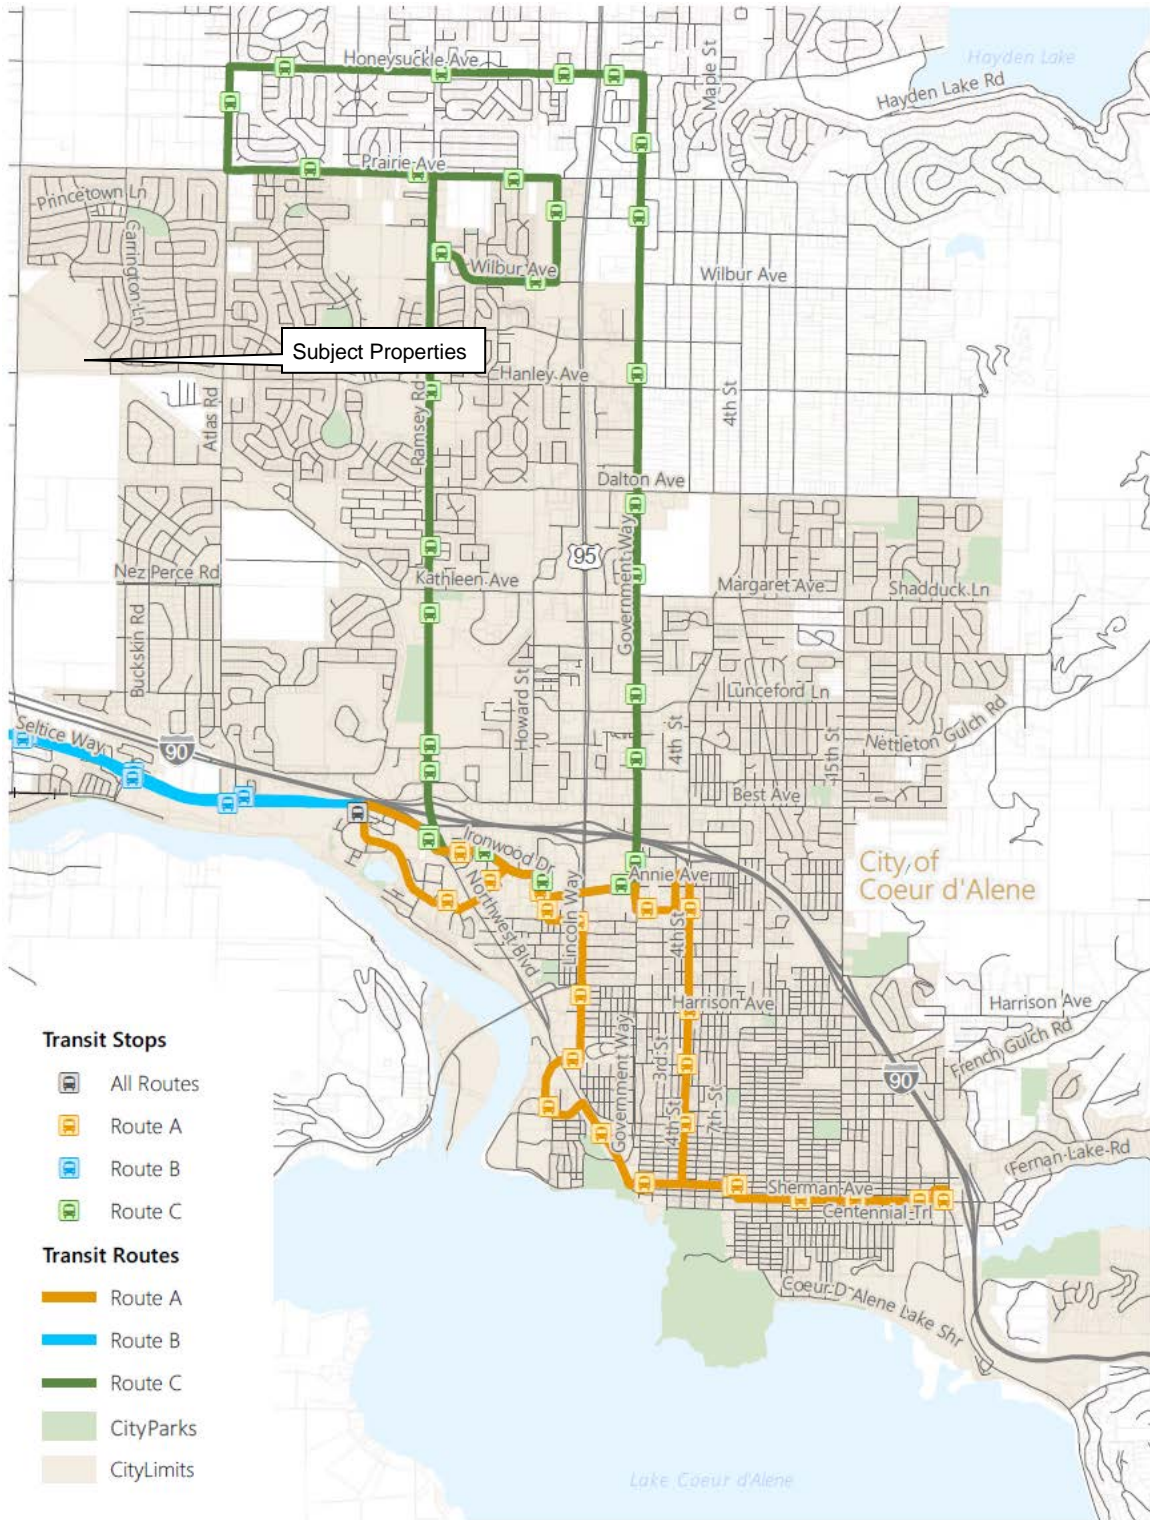 Honeysuckle Ave
Maple St
Hayden Lake
Hayden Lake Rd
Prairie Ave
Princetown Ln
Carrington Ln
Wilbur Ave
Wilbur Ave
Subject Properties
Hanley Ave
Atlas Rd
Ramsey Rd
4th St
Dalton Ave
95
Government Way
Nez Perce Rd
Kathleen Ave
Margaret Ave
Shadduck Ln
Buckskin Rd
Howard St
Lunceford Ln
Nettleton Gulch Rd
Seltice Way
90
4th St
15th St
Best Ave
Ironwood Dr
Annie Ave
City of
Coeur d'Alene
Northwest Blvd
Lincoln Way
4th St
Harrison Ave
Harrison Ave
French Gulch Rd
Government Way
3rd St
90
4th St
7th St
Fernan Lake Rd
Sherman Ave
Centennial Trl
Coeur D Alene Lake Shr
Lake Coeur d'Alene
Transit Stops
All Routes
Route A
Route B
Route C
Transit Routes
Route A
Route B
Route C
CityParks
CityLimits